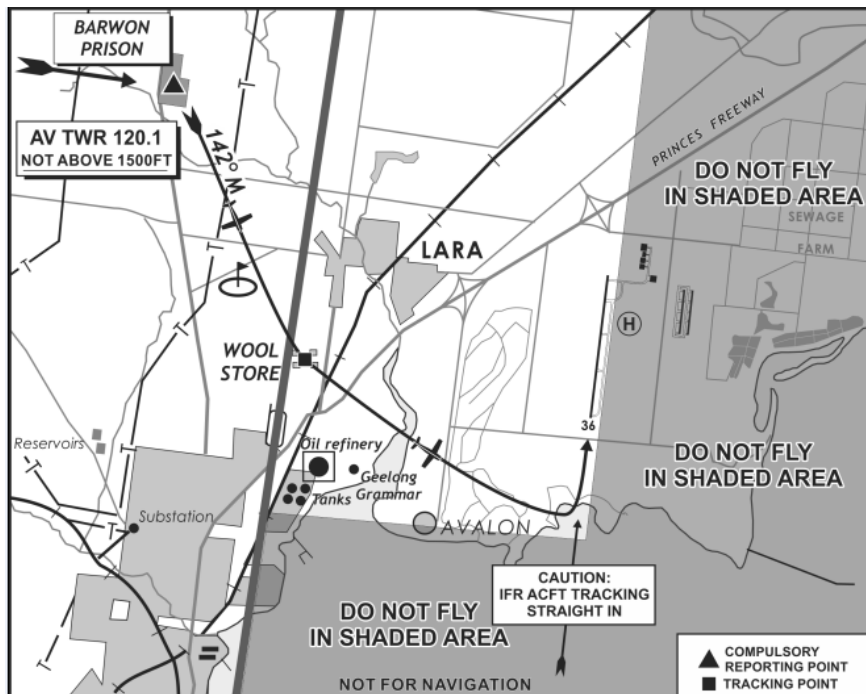 BARWON
PRISON
AV TWR 120.1
NOT ABOVE 1500FT
142° M
PRINCES FREEWAY
DO NOT FLY
IN SHADED AREA
SEWAGE
FARM
LARA
H
WOOL
STORE
36
Reservoirs
Oil refinery
Geelong
Grammar
Tanks
DO NOT FLY
IN SHADED AREA
Substation
AVALON
CAUTION:
IFR ACFT TRACKING
STRAIGHT IN
DO NOT FLY
IN SHADED AREA
COMPULSORY
REPORTING POINT
TRACKING POINT
NOT FOR NAVIGATION
T
T
T
T
T
T
T
T